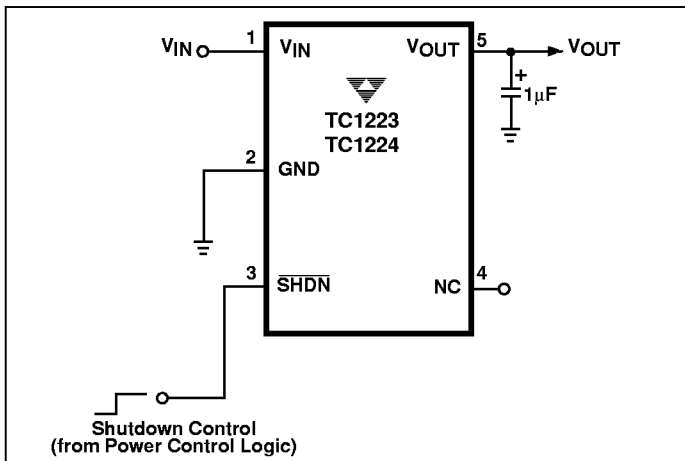 VIN
1
VIN
VOUT
5
VOUT
+
1μF
TC1223
TC1224
2
GND
3
SHDN
NC
4
Shutdown Control
(from Power Control Logic)